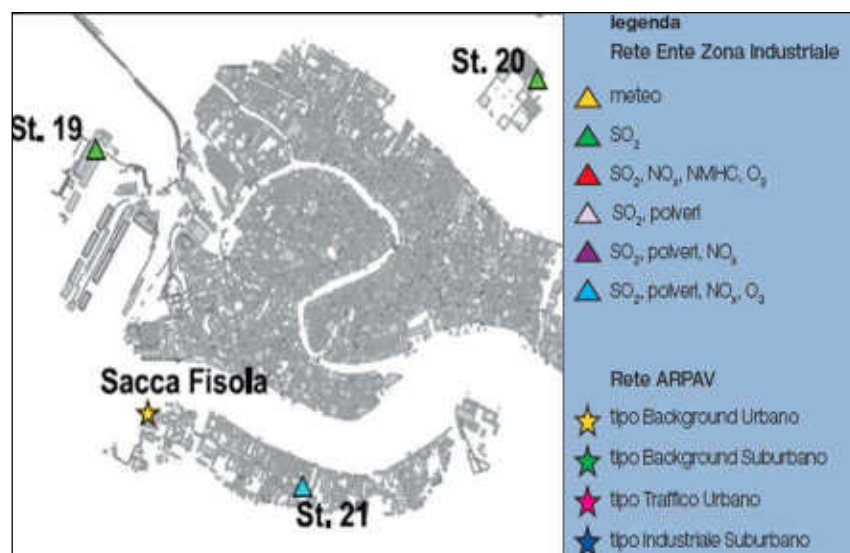 St. 20
St. 19
Sacca Fisola
St. 21
legenda
Rete Ente Zona Industriale
meteo
SO₂
SO₂, NOₓ, NMHC, O₃
SO₂, polveri
SO₂, polveri, NOₓ
SO₂, polveri, NOₓ, O₃
Rete ARPAV
tipo Background Urbano
tipo Background Suburbano
tipo Traffico Urbano
tipo Industriale Suburbano